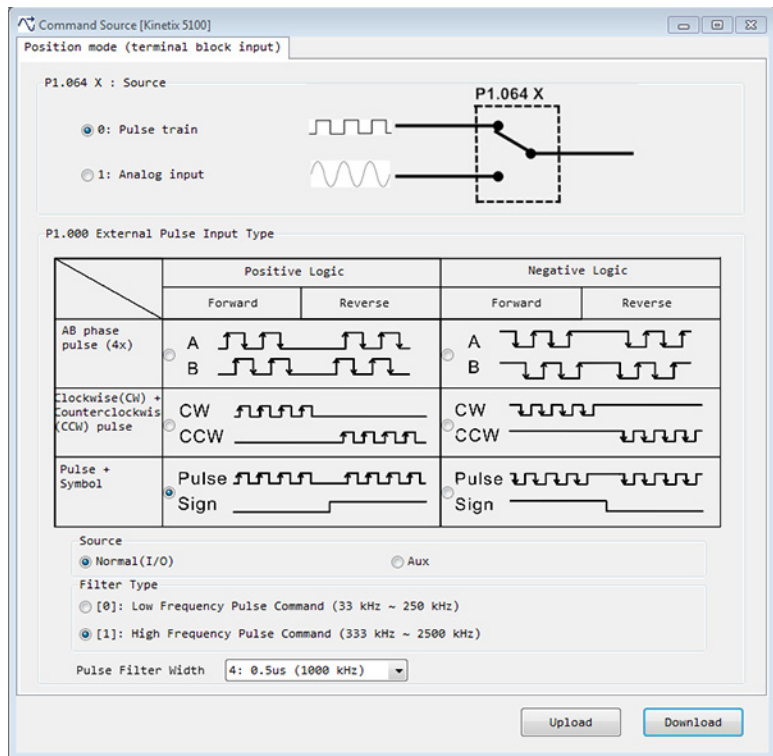 Command Source [Kinetix 5100]
Position mode (terminal block input)
P1.064 X : Source
P1.064 X
0: Pulse train
1: Analog input
P1.000 External Pulse Input Type
Positive Logic
Negative Logic
Forward
Reverse
Forward
Reverse
AB phase
pulse (4x)
A
B
A
B
Clockwise(CW) +
Counterclockwis
(CCW) pulse
CW
CCW
CW
CCW
Pulse +
Symbol
Pulse
Sign
Pulse
Sign
Source
Normal(I/O)
Aux
Filter Type
[0]: Low Frequency Pulse Command (33 kHz ~ 250 kHz)
[1]: High Frequency Pulse Command (333 kHz ~ 2500 kHz)
Pulse Filter Width
4: 0.5us (1000 kHz)
Upload
Download